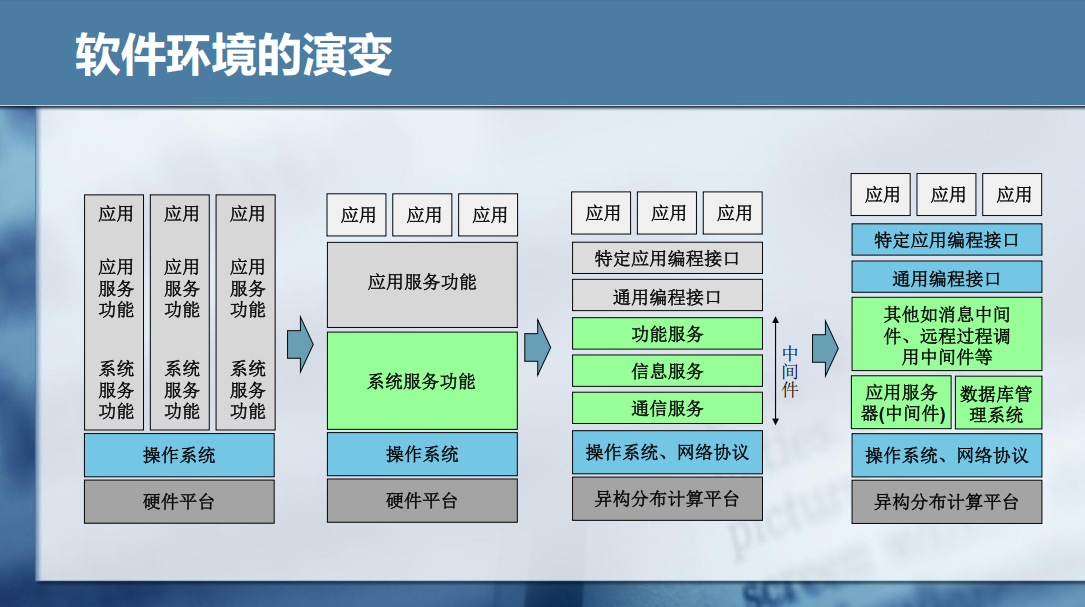 软件环境的演变
应用
应用
服务
功能
系统
服务
功能
应用
应用
服务
功能
系统
服务
功能
应用
应用
服务
功能
系统
服务
功能
操作系统
硬件平台
应用
应用
应用
应用服务功能
系统服务功能
操作系统
硬件平台
应用
应用
应用
特定应用编程接口
通用编程接口
功能服务
信息服务
通信服务
中
间
件
操作系统、网络协议
异构分布计算平台
应用
应用
应用
特定应用编程接口
通用编程接口
其他如消息中间
件、远程过程调
用中间件等
应用服务
器(中间件)
数据库管
理系统
操作系统、网络协议
异构分布计算平台